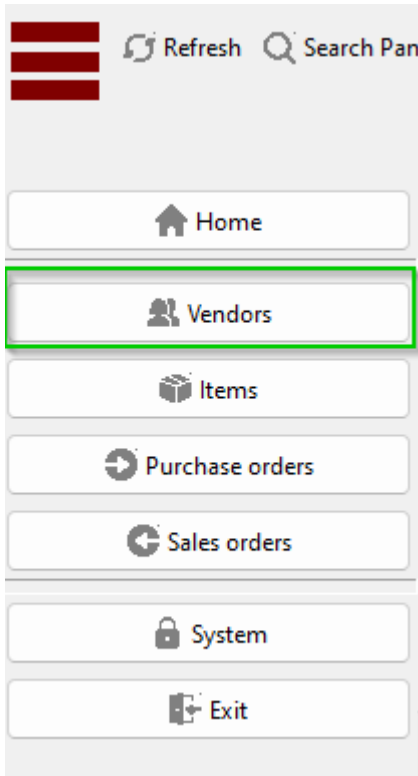 Refresh Search Pan
Home
Vendors
Items
Purchase orders
Sales orders
System
Exit